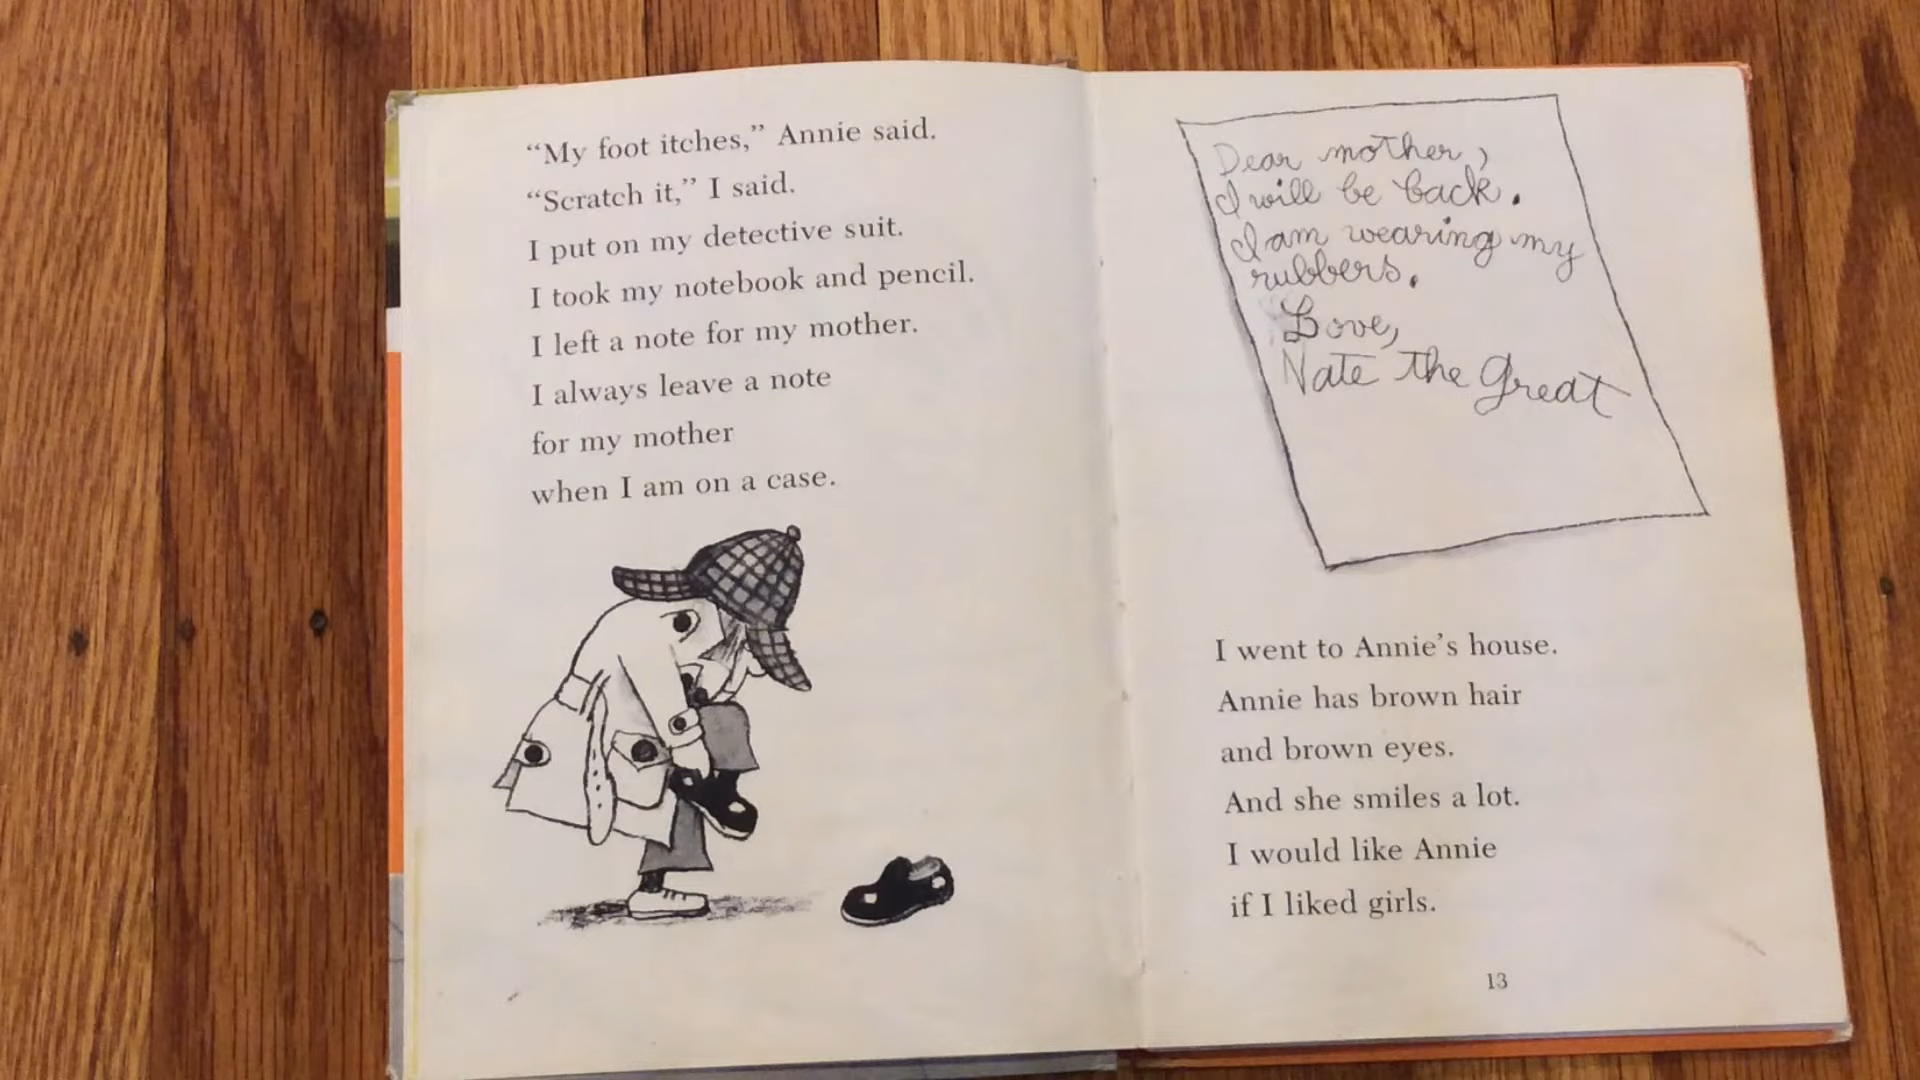 “My foot itches,” Annie said.
“Scratch it,” I said.
I put on my detective suit.
I took my notebook and pencil.
I left a note for my mother.
I always leave a note
for my mother
when I am on a case.
Dear mother,
I will be back.
I am wearing my
rubbers.
Love,
Nate the Great
I went to Annie’s house.
Annie has brown hair
and brown eyes.
And she smiles a lot.
I would like Annie
if I liked girls.
13